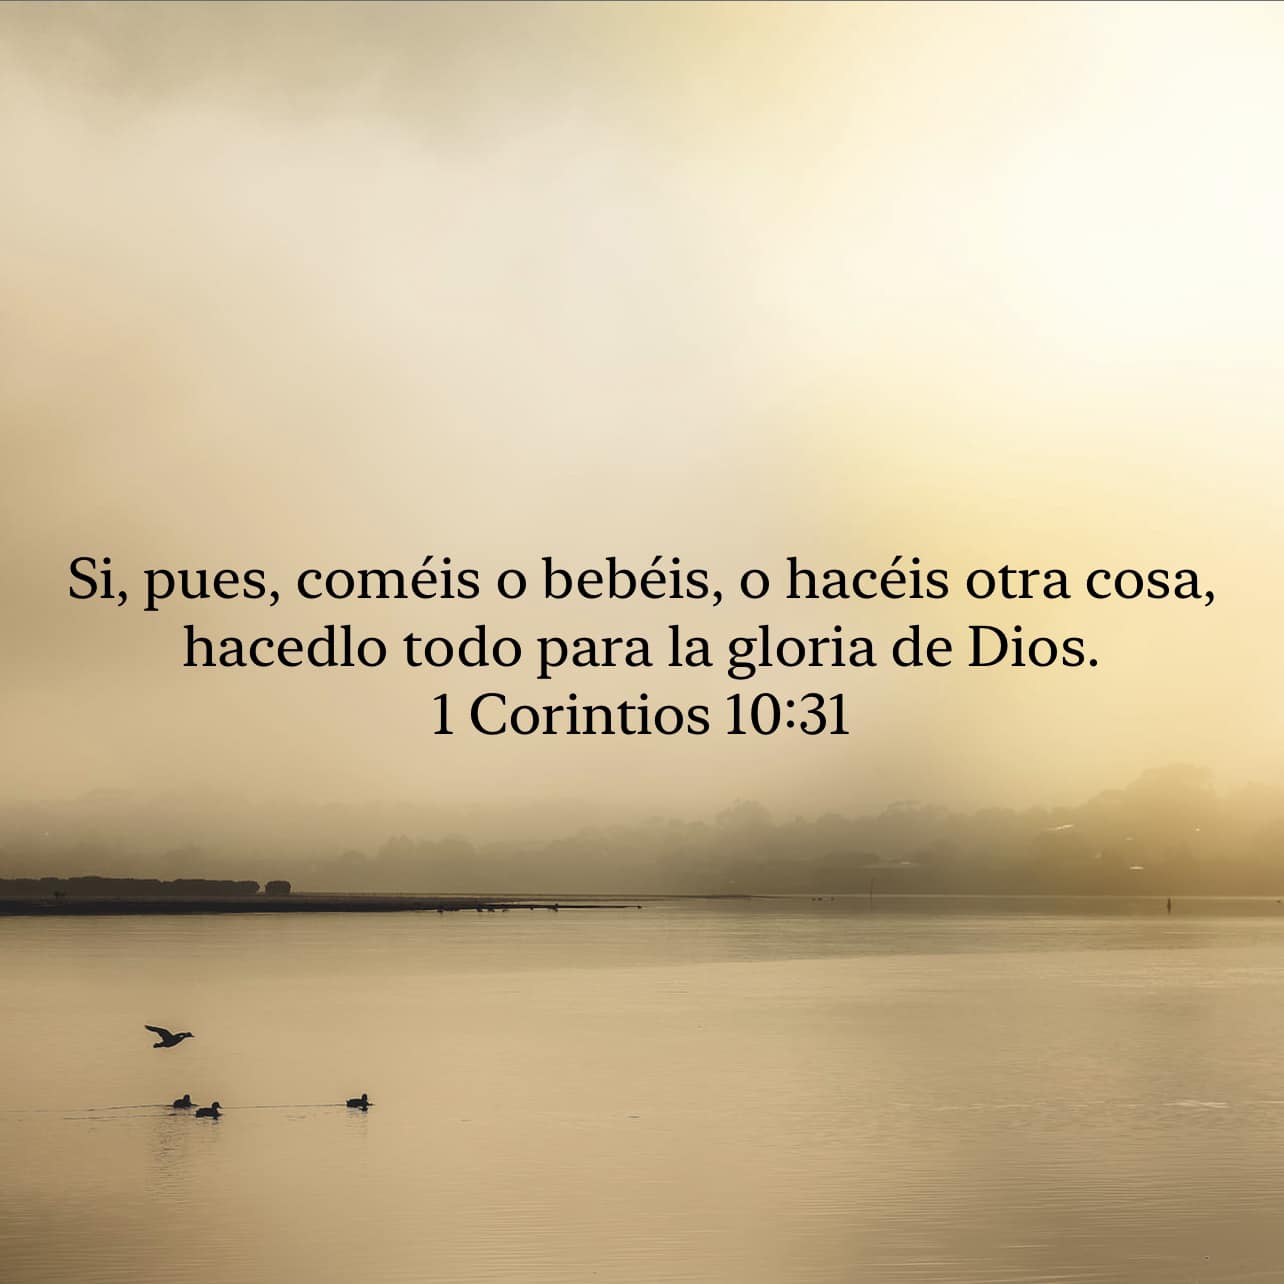 Si, pues, coméis o bebéis, o hacéis otra cosa,
hacedlo todo para la gloria de Dios.
1 Corintios 10:31